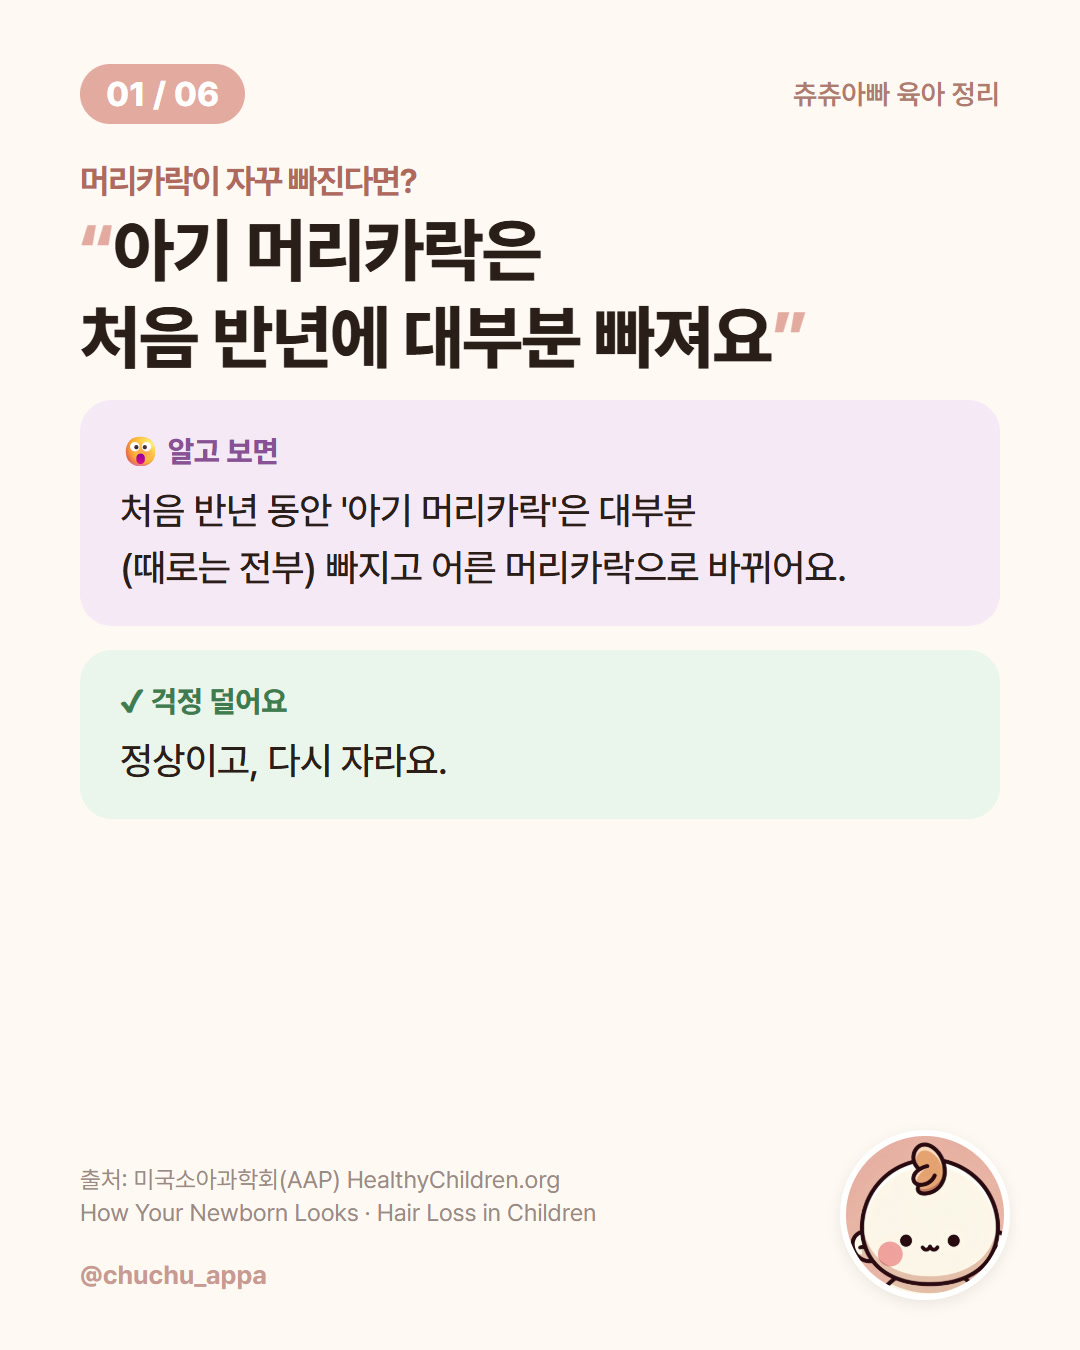 01 / 06
츄츄아빠 육아 정리
머리카락이 자꾸 빠진다면?
“아기 머리카락은
처음 반년에 대부분 빠져요”
😲 알고 보면
처음 반년 동안 '아기 머리카락'은 대부분
(때로는 전부) 빠지고 어른 머리카락으로 바뀌어요.
✓ 걱정 덜어요
정상이고, 다시 자라요.
출처: 미국소아과학회(AAP) HealthyChildren.org
How Your Newborn Looks · Hair Loss in Children
@chuchu_appa